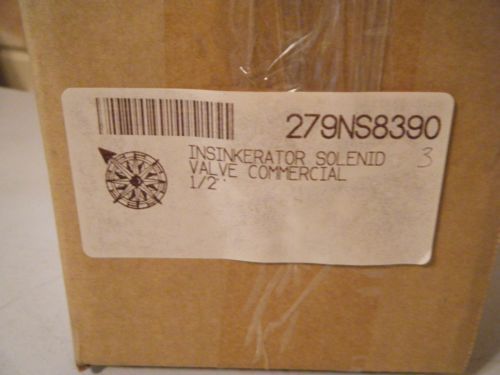 279NS8390
INSINKERATOR SOLENID
VALVE COMMERCIAL
1/2"
3